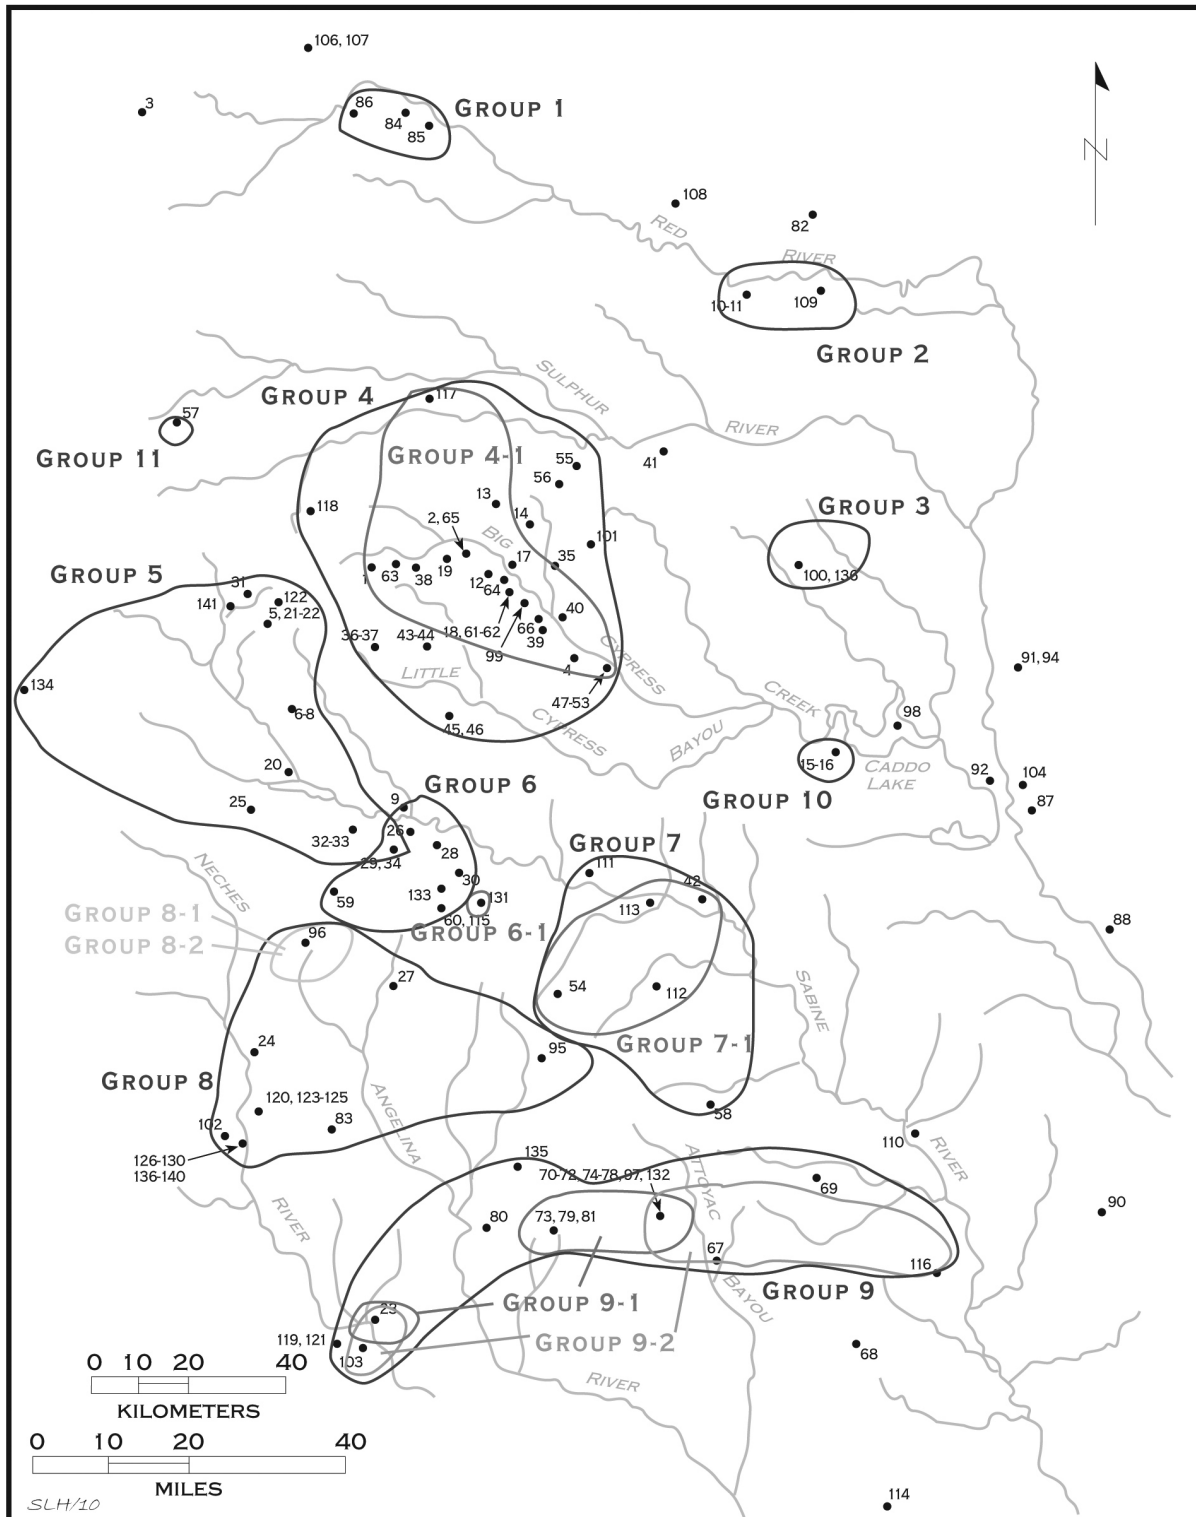 106, 107
3
86
84
85
GROUP 1
N
108
82
RED
RIVER
10-11
109
GROUP 2
SULPHUR
RIVER
GROUP 4
117
57
GROUP 11
GROUP 4-1
55
56
41
13
14
118
2, 65
BIG
101
GROUP 3
100, 136
1
63
38
19
12
64
17
35
GROUP 5
31
141
122
5, 21-22
18, 61-62
99
66
39
40
36-37
43-44
4
47-53
LITTLE
CYPRESS
CYPRESS
BAYOU
45, 46
134
6-8
91, 94
CREEK
98
15-16
CADDO
LAKE
92
104
87
GROUP 10
20
25
32-33
GROUP 6
9
26
28
29, 34
30
133
59
60, 115
131
GROUP 6-1
GROUP 7
111
113
42
54
112
GROUP 7-1
58
88
NECHES
GROUP 8-1
GROUP 8-2
96
27
SABINE
24
95
GROUP 8
120, 123-125
102
83
ANGELINA
126-130
136-140
110
RIVER
135
70-72, 74-78, 97, 132
ATTOYAC
69
90
RIVER
80
73, 79, 81
67
116
BAYOU
GROUP 9
GROUP 9-1
23
GROUP 9-2
119, 121
103
68
RIVER
0 10 20 40
KILOMETERS
0 10 20 40
MILES
SLH/10
114